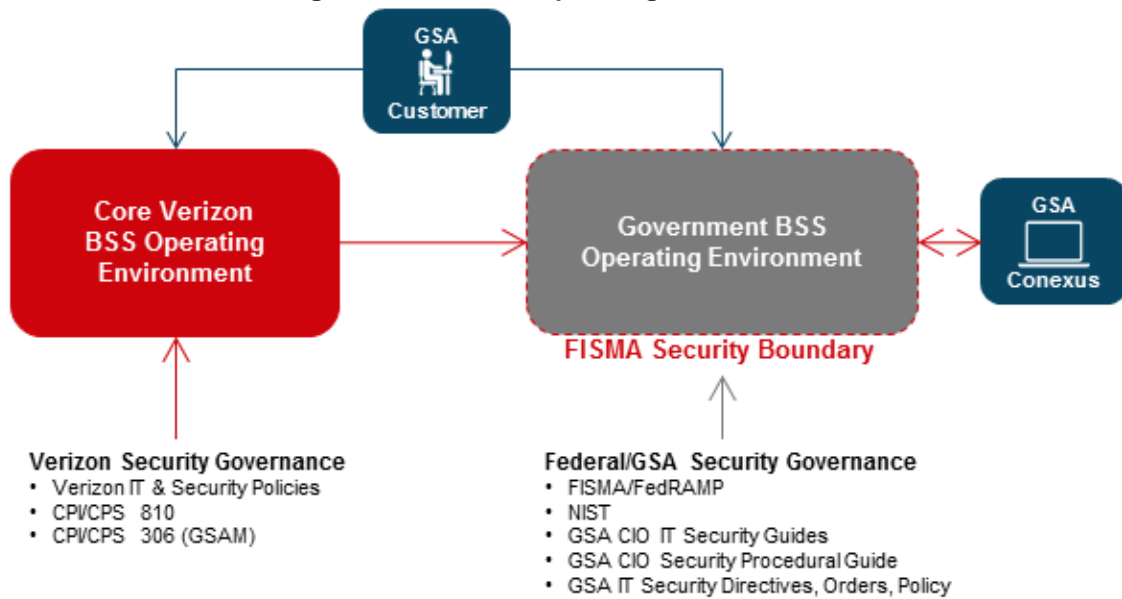 GSA
Customer
Core Verizon
BSS Operating
Environment
Government BSS
Operating Environment
GSA
Conexus
FISMA Security Boundary
Verizon Security Governance
• Verizon IT & Security Policies
• CPI/CPS 810
• CPI/CPS 306 (GSAM)
Federal/GSA Security Governance
• FISMA/FedRAMP
• NIST
• GSA CIO IT Security Guides
• GSA CIO Security Procedural Guide
• GSA IT Security Directives, Orders, Policy